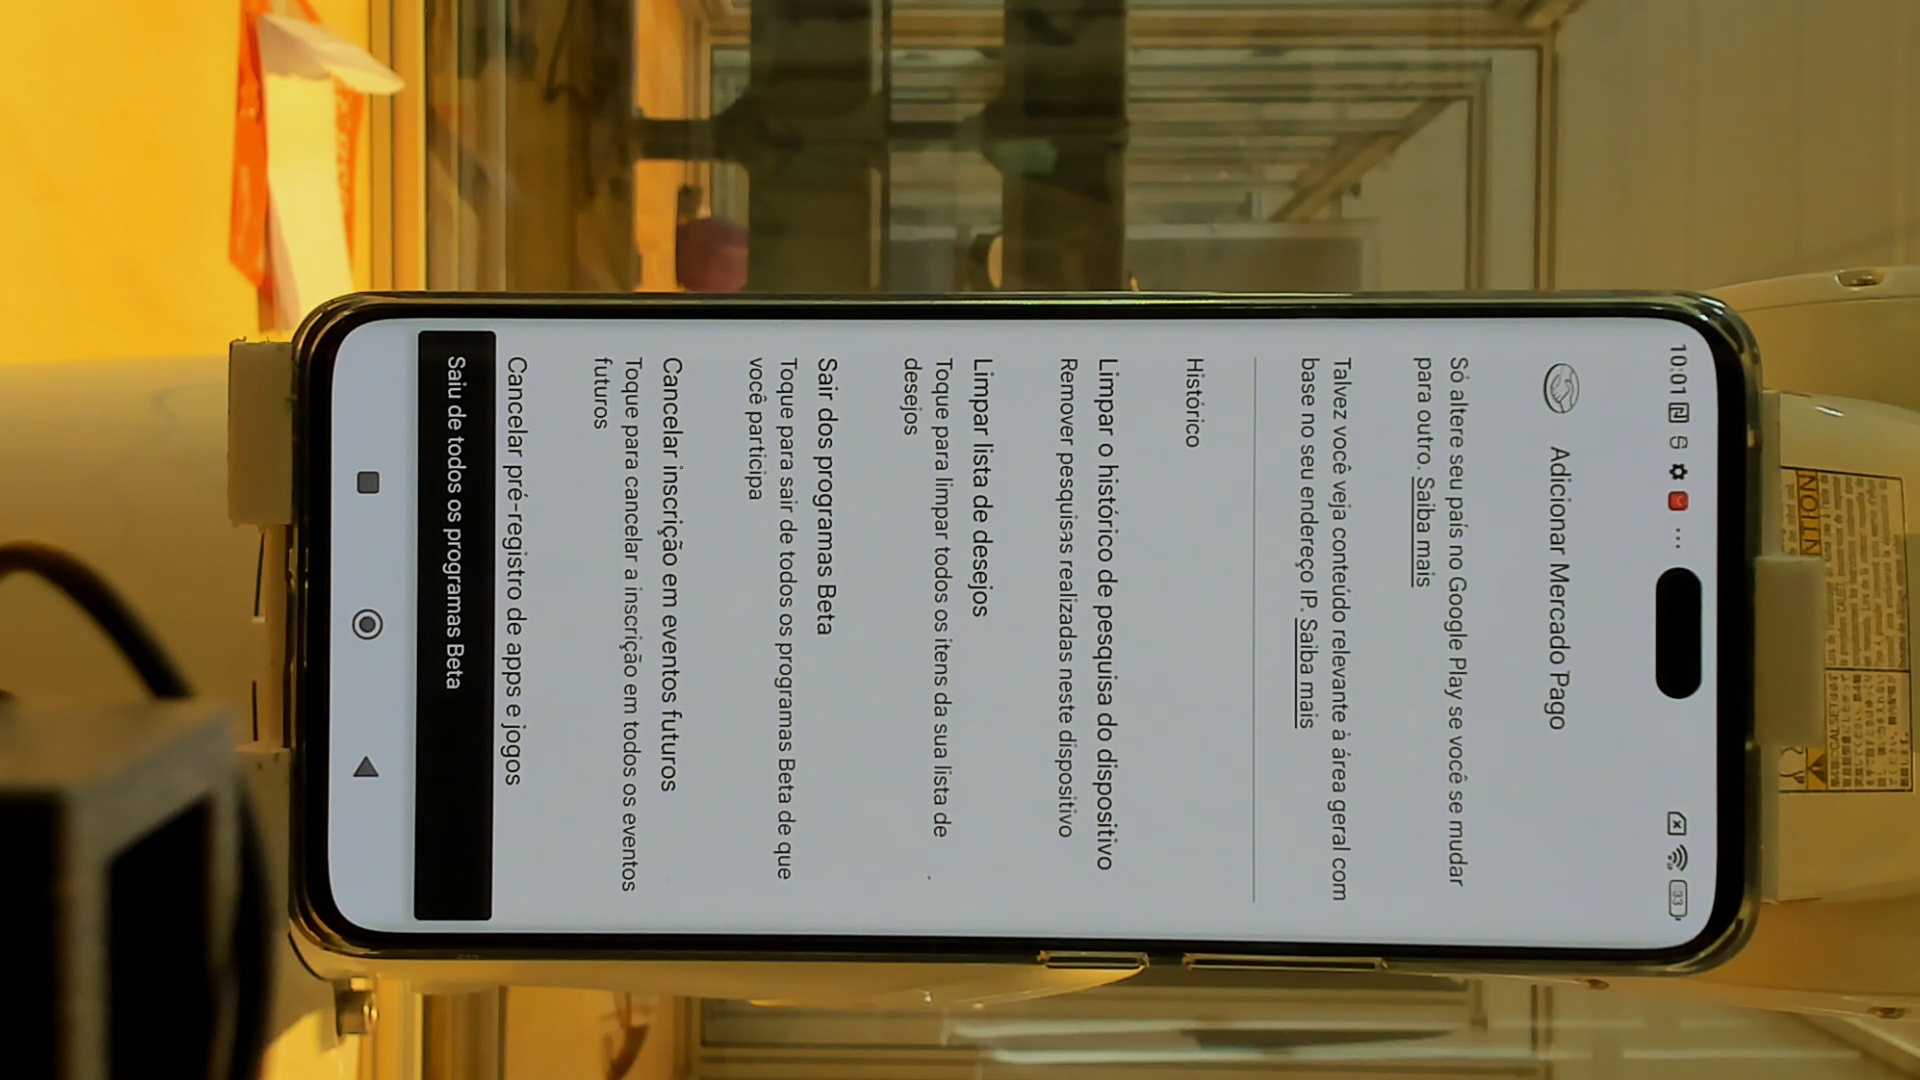 10:01
33
Adicionar Mercado Pago
Só altere seu país no Google Play se você se mudar
para outro. Saiba mais
Talvez você veja conteúdo relevante à área geral com
base no seu endereço IP. Saiba mais
Histórico
Limpar o histórico de pesquisa do dispositivo
Remover pesquisas realizadas neste dispositivo
Limpar lista de desejos
Toque para limpar todos os itens da sua lista de
desejos
Sair dos programas Beta
Toque para sair de todos os programas Beta de que
você participa
Cancelar inscrição em eventos futuros
Toque para cancelar a inscrição em todos os eventos
futuros
Cancelar pré-registro de apps e jogos
Saiu de todos os programas Beta